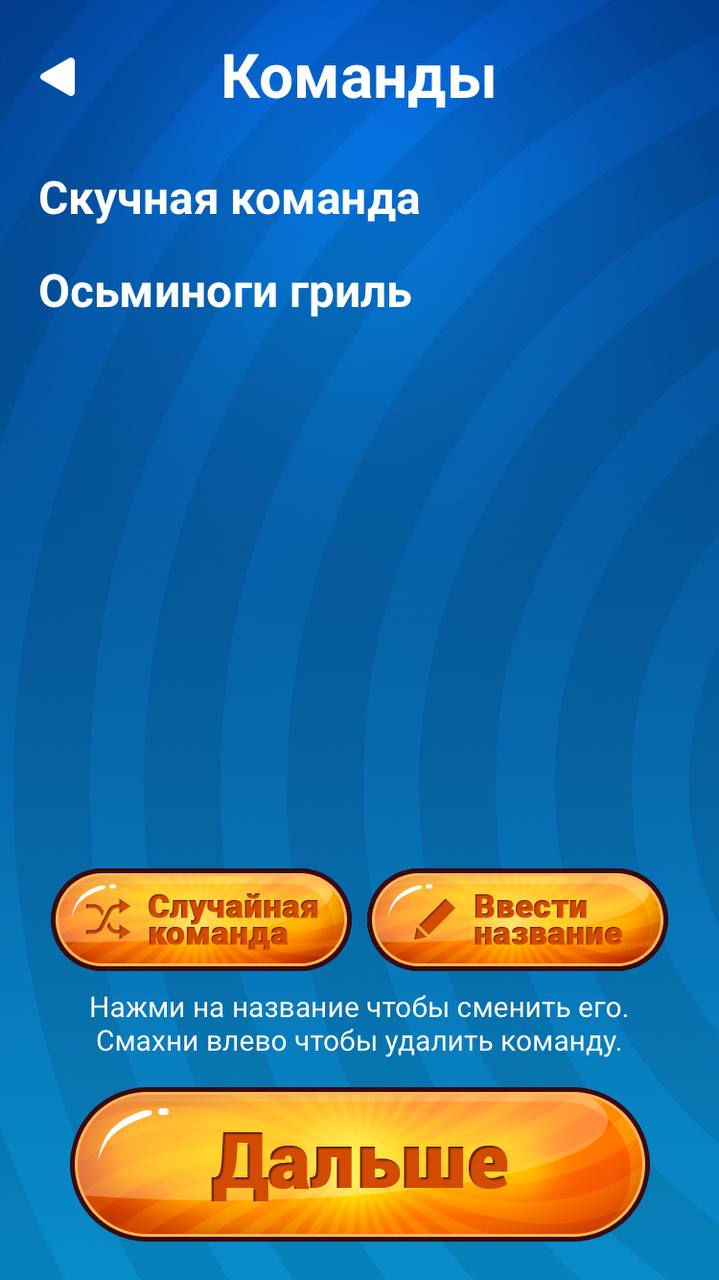 Команды
Скучная команда
Осьминоги гриль
Случайная
команда
Ввести
название
Нажми на название чтобы сменить его.
Смахни влево чтобы удалить команду.
Дальше